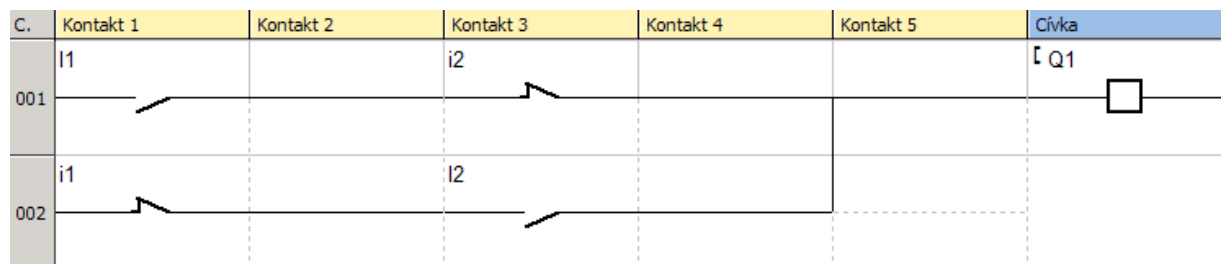 C. Kontakt 1 Kontakt 2 Kontakt 3 Kontakt 4 Kontakt 5 Cívka
I1 i2 [ Q1
001
i1 I2
002